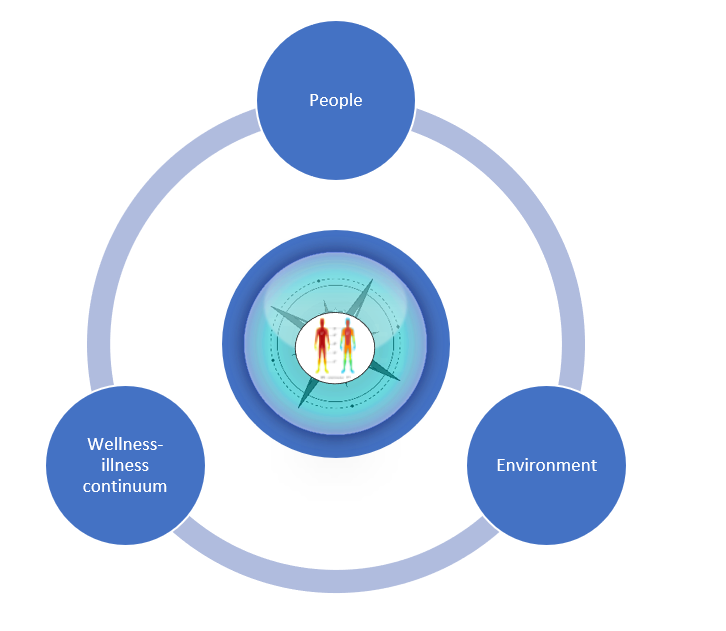 People
Wellness-
illness
continuum
Environment